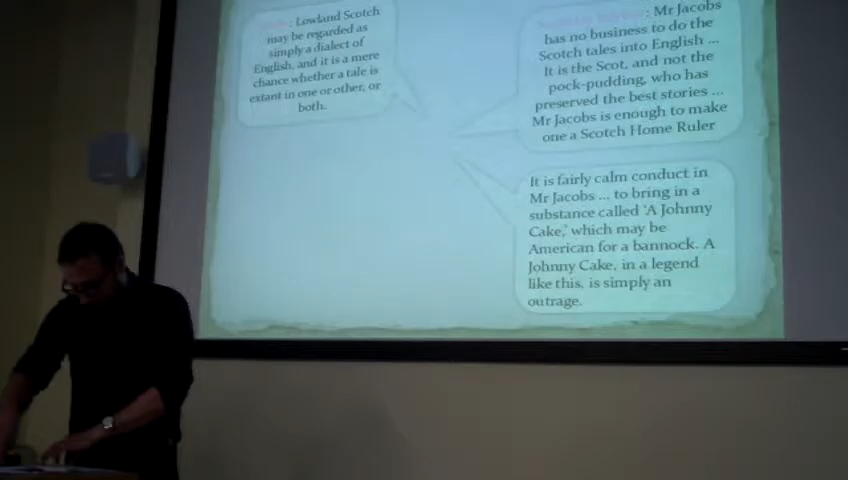 : Lowland Scotch
may be regarded as
simply a dialect of
English, and it is a mere
chance whether a tale is
extant in one or other, or
both.
: Mr Jacobs
has no business to do the
Scotch tales into English ...
It is the Scot, and not the
pock-pudding, who has
preserved the best stories ...
Mr Jacobs is enough to make
one a Scotch Home Ruler
It is fairly calm conduct in
Mr Jacobs ... to bring in a
substance called 'A Johnny
Cake,' which may be
American for a bannock. A
Johnny Cake, in a legend
like this, is simply an
outrage.